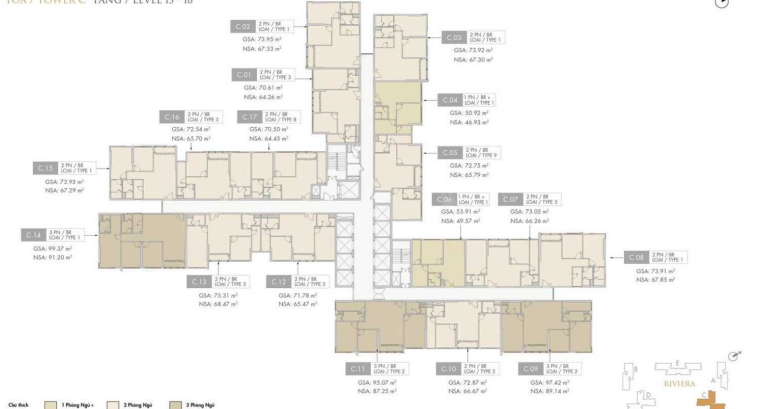 TOA / TOWER C TẦNG / LEVEL 15 - 18
C.02 2 PN / BR
LOẠI / TYPE 1
GSA: 73.95 m²
NSA: 67.33 m²
C.03 2 PN / BR
LOẠI / TYPE 1
GSA: 73.92 m²
NSA: 67.30 m²
C.01 2 PN / BR
LOẠI / TYPE 3
GSA: 70.61 m²
NSA: 64.26 m²
C.04 1 PN / BR +
LOẠI / TYPE 1
GSA: 50.92 m²
NSA: 46.93 m²
C.16 2 PN / BR
LOẠI / TYPE 3
GSA: 72.54 m²
NSA: 65.70 m²
C.17 2 PN / BR
LOẠI / TYPE 8
GSA: 70.50 m²
NSA: 64.43 m²
C.05 2 PN / BR
LOẠI / TYPE 9
GSA: 72.75 m²
NSA: 65.79 m²
C.15 2 PN / BR
LOẠI / TYPE 1
GSA: 73.93 m²
NSA: 67.29 m²
C.06 1 PN / BR +
LOẠI / TYPE 1
GSA: 53.91 m²
NSA: 49.57 m²
C.07 2 PN / BR
LOẠI / TYPE 3
GSA: 73.05 m²
NSA: 66.26 m²
C.14 3 PN / BR
LOẠI / TYPE 1
GSA: 99.37 m²
NSA: 91.20 m²
C.08 2 PN / BR
LOẠI / TYPE 1
GSA: 73.91 m²
NSA: 67.85 m²
C.13 2 PN / BR
LOẠI / TYPE 3
GSA: 75.31 m²
NSA: 68.47 m²
C.12 2 PN / BR
LOẠI / TYPE 3
GSA: 71.78 m²
NSA: 65.47 m²
C.11 3 PN / BR
LOẠI / TYPE 2
GSA: 95.07 m²
NSA: 87.25 m²
C.10 2 PN / BR
LOẠI / TYPE 3
GSA: 72.87 m²
NSA: 66.67 m²
C.09 3 PN / BR
LOẠI / TYPE 2
GSA: 97.42 m²
NSA: 89.14 m²
E
B
A
RIVIERA
D
C
Chú thích 1 Phòng Ngủ + 2 Phòng Ngủ 3 Phòng Ngủ